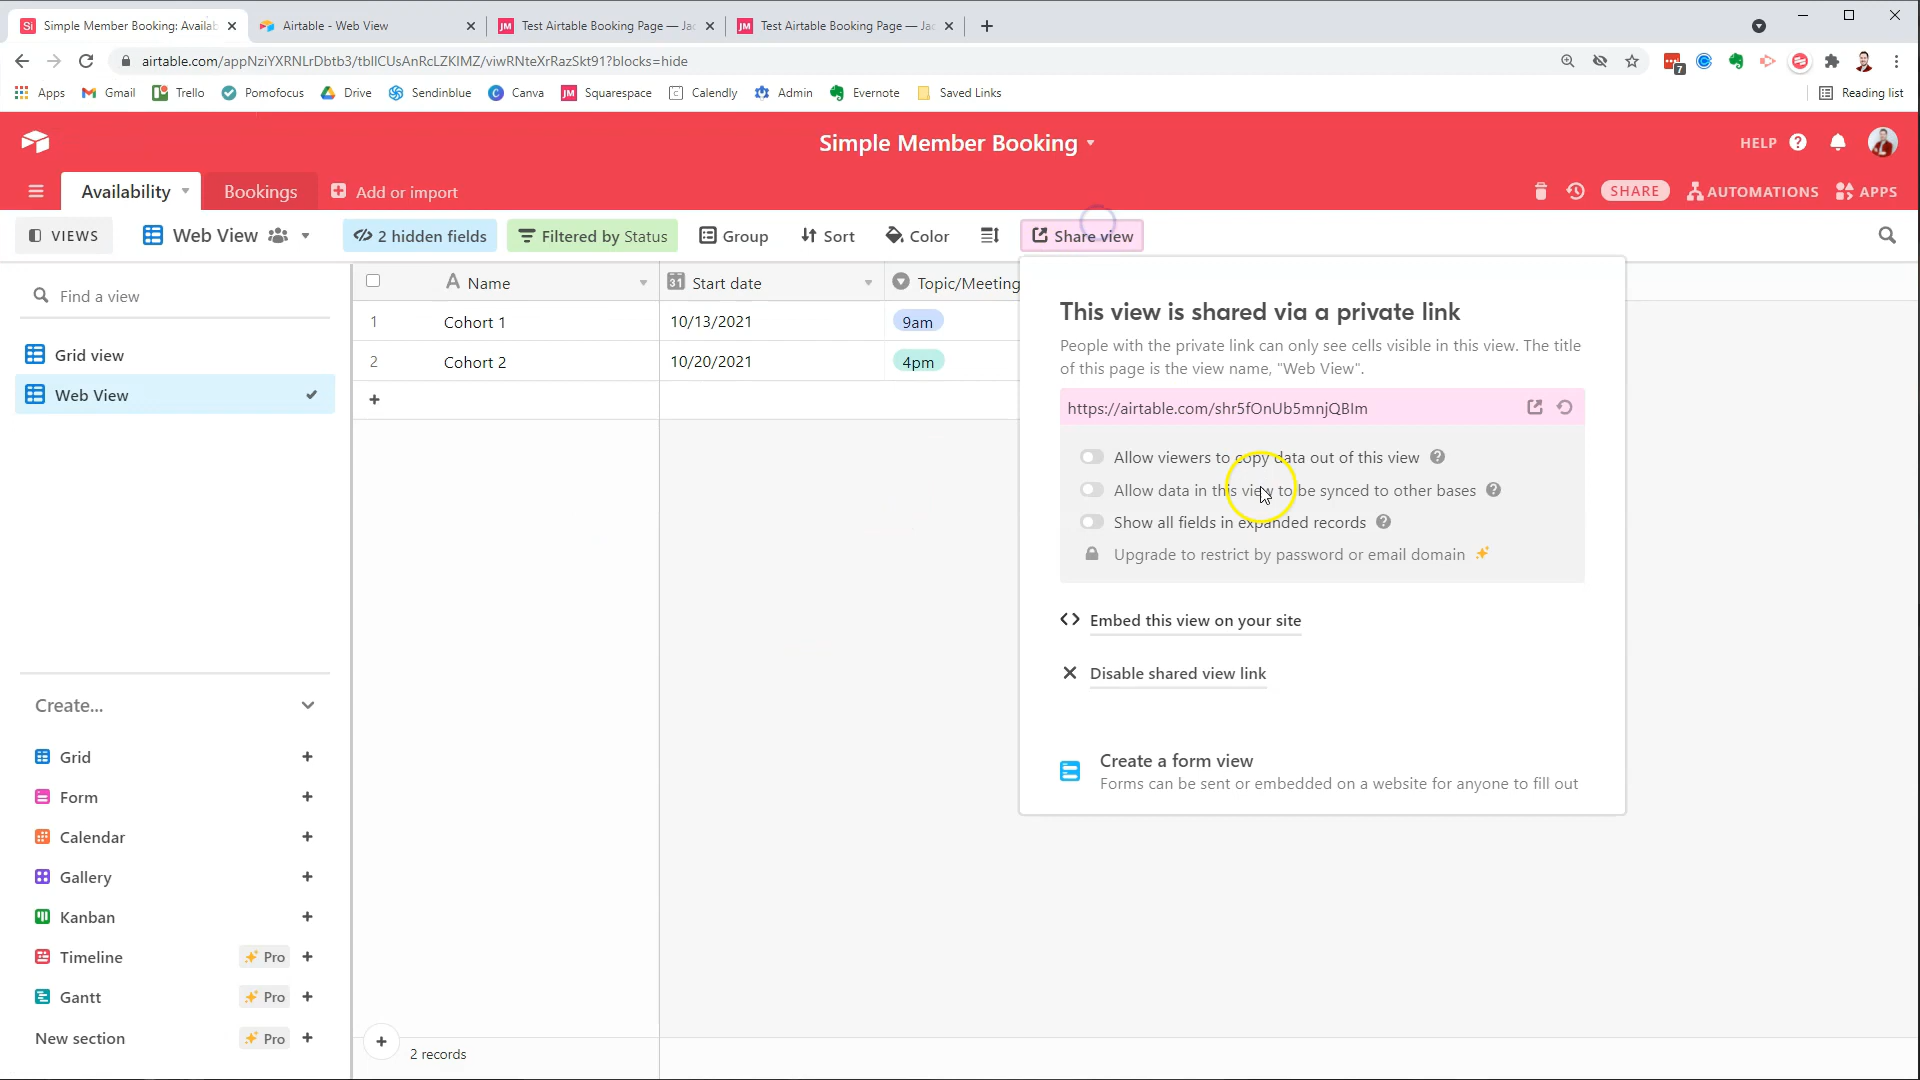 Si Simple Member Booking: Availab
Airtable - Web View
JM Test Airtable Booking Page — Jac
JM Test Airtable Booking Page — Jac
airtable.com/appNziYXRNLrDbtb3/tbllCUsAnRcLZKIMZ/viwRNteXrRazSkt91?blocks=hide
7
Apps
Gmail
Trello
Pomofocus
Drive
Sendinblue
Canva
JM Squarespace
Calendly
Admin
Evernote
Saved Links
Reading list
Simple Member Booking
HELP
Availability
Bookings
Add or import
SHARE
AUTOMATIONS
APPS
VIEWS
Web View
2 hidden fields
Filtered by Status
Group
Sort
Color
Share view
Find a view
Grid view
Web View
Name
31 Start date
Topic/Meeting
1 Cohort 1 10/13/2021 9am
2 Cohort 2 10/20/2021 4pm
This view is shared via a private link
People with the private link can only see cells visible in this view. The title
of this page is the view name, "Web View".
https://airtable.com/shr5fOnUb5mnjQBIm
Allow viewers to copy data out of this view
Allow data in this view to be synced to other bases
Show all fields in expanded records
Upgrade to restrict by password or email domain
Embed this view on your site
Disable shared view link
Create a form view
Forms can be sent or embedded on a website for anyone to fill out
Create...
Grid
Form
Calendar
Gallery
Kanban
Timeline Pro
Gantt Pro
New section Pro
2 records